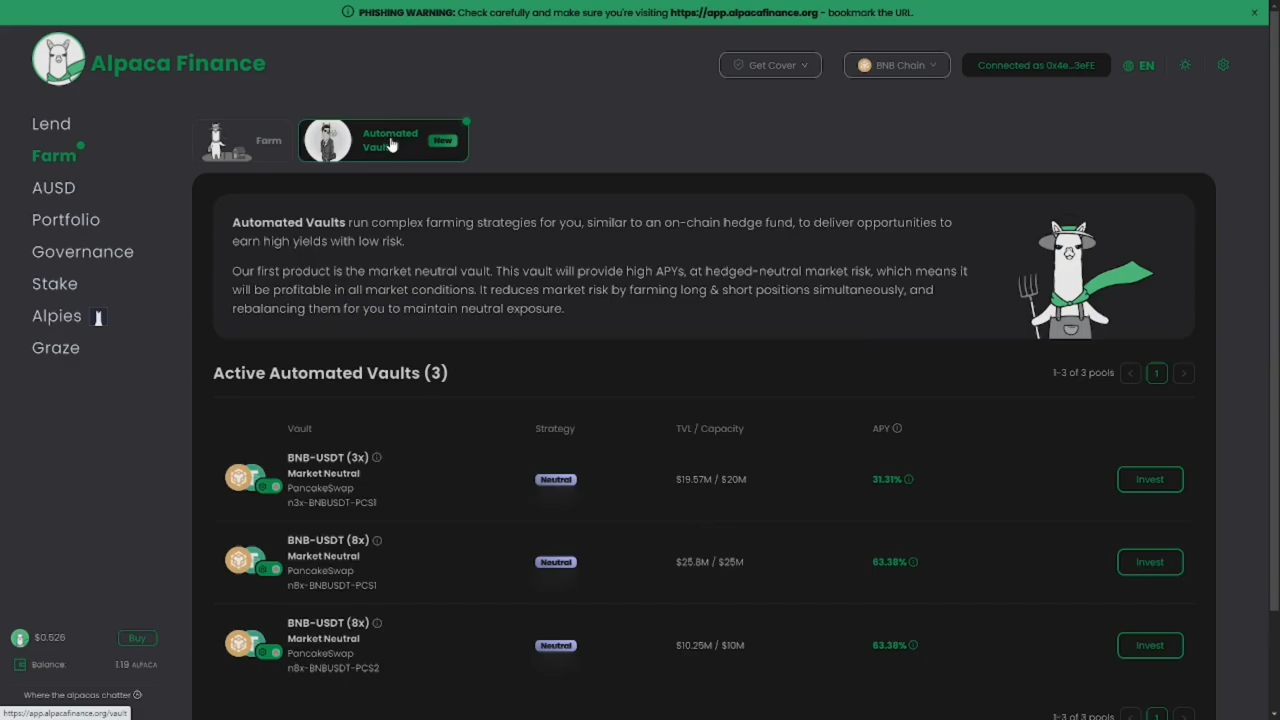 PHISHING WARNING: Check carefully and make sure you're visiting https://app.alpacafinance.org - bookmark the URL.
Alpaca Finance
Get Cover
BNB Chain
Connected as 0x4e...3eFE
EN
Lend
Farm
AUSD
Portfolio
Governance
Stake
Alpies
Graze
Farm
Automated
New
Automated Vaults run complex farming strategies for you, similar to an on-chain hedge fund, to deliver opportunities to
earn high yields with low risk.
Our first product is the market neutral vault. This vault will provide high APYs, at hedged-neutral market risk, which means it
will be profitable in all market conditions. It reduces market risk by farming long & short positions simultaneously, and
rebalancing them for you to maintain neutral exposure.
Active Automated Vaults (3)
1-3 of 3 pools
1
Vault
Strategy
TVL / Capacity
APY
BNB-USDT (3x)
Market Neutral
PancakeSwap
n3x-BNBUSDT-PCS1
Neutral
$19.57M / $20M
31.31%
Invest
BNB-USDT (8x)
Market Neutral
PancakeSwap
n8x-BNBUSDT-PCS1
Neutral
$25.8M / $25M
63.38%
Invest
BNB-USDT (8x)
Market Neutral
PancakeSwap
n8x-BNBUSDT-PCS2
Neutral
$10.25M / $10M
63.38%
Invest
$0.526
Buy
Balance:
1.19 ALPACA
Where the alpacas chatter
https://app.alpacafinance.org/vault
1-3 of 3 pools
1